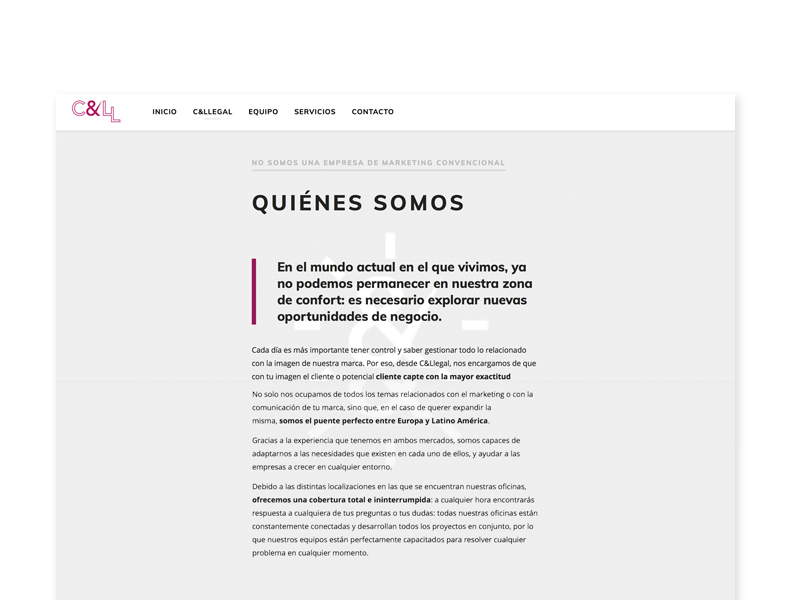 C&LL
INICIO C&LLEGAL EQUIPO SERVICIOS CONTACTO
NO SOMOS UNA EMPRESA DE MARKETING CONVENCIONAL
QUIÉNES SOMOS
En el mundo actual en el que vivimos, ya
no podemos permanecer en nuestra zona
de confort: es necesario explorar nuevas
oportunidades de negocio.
Cada día es más importante tener control y saber gestionar todo lo relacionado
con la imagen de nuestra marca. Por eso, desde C&Llegal, nos encargamos de que
con tu imagen el cliente o potencial cliente capte con la mayor exactitud
No solo nos ocupamos de todos los temas relacionados con el marketing o con la
comunicación de tu marca, sino que, en el caso de querer expandir la
misma, somos el puente perfecto entre Europa y Latino América.
Gracias a la experiencia que tenemos en ambos mercados, somos capaces de
adaptarnos a las necesidades que existen en cada uno de ellos, y ayudar a las
empresas a crecer en cualquier entorno.
Debido a las distintas localizaciones en las que se encuentran nuestras oficinas,
ofrecemos una cobertura total e ininterrumpida: a cualquier hora encontrarás
respuesta a cualquiera de tus preguntas o tus dudas: todas nuestras oficinas están
constantemente conectadas y desarrollan todos los proyectos en conjunto, por lo
que nuestros equipos están perfectamente capacitados para resolver cualquier
problema en cualquier momento.